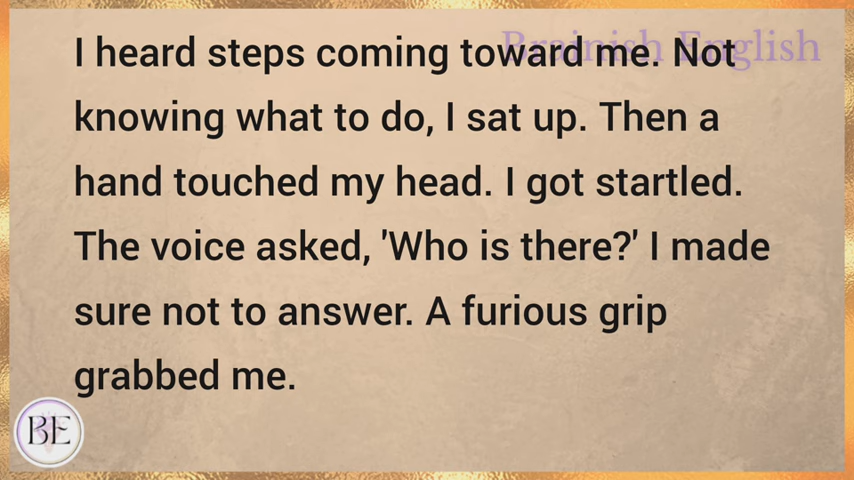 Brainish English
I heard steps coming toward me. Not
knowing what to do, I sat up. Then a
hand touched my head. I got startled.
The voice asked, 'Who is there?' I made
sure not to answer. A furious grip
grabbed me.
BE